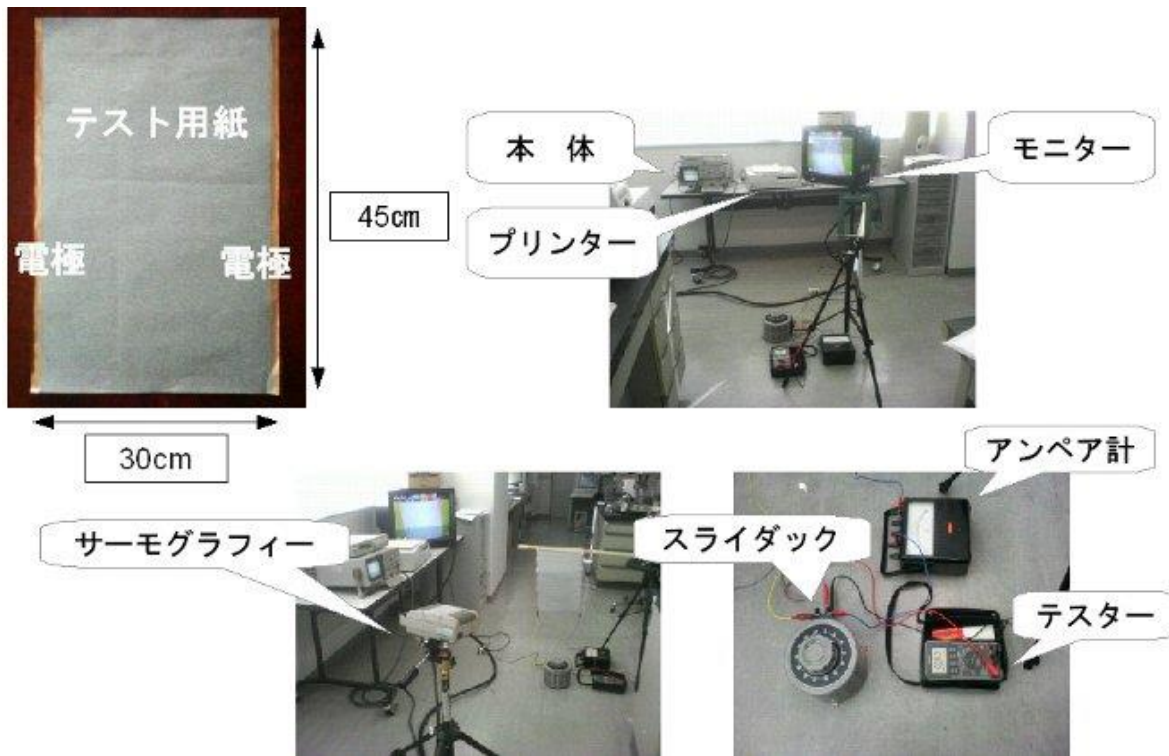 テスト用紙
電極
電極
45㎝
30cm
本　体
モニター
プリンター
サーモグラフィー
スライダック
アンペア計
テスター